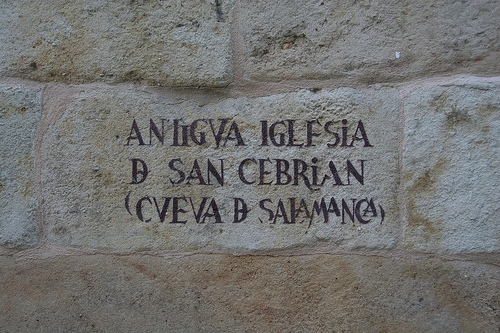 ANTIGVA IGLESIA
D SAN CEBRIAN
(CVEVA D SALAMANCA)